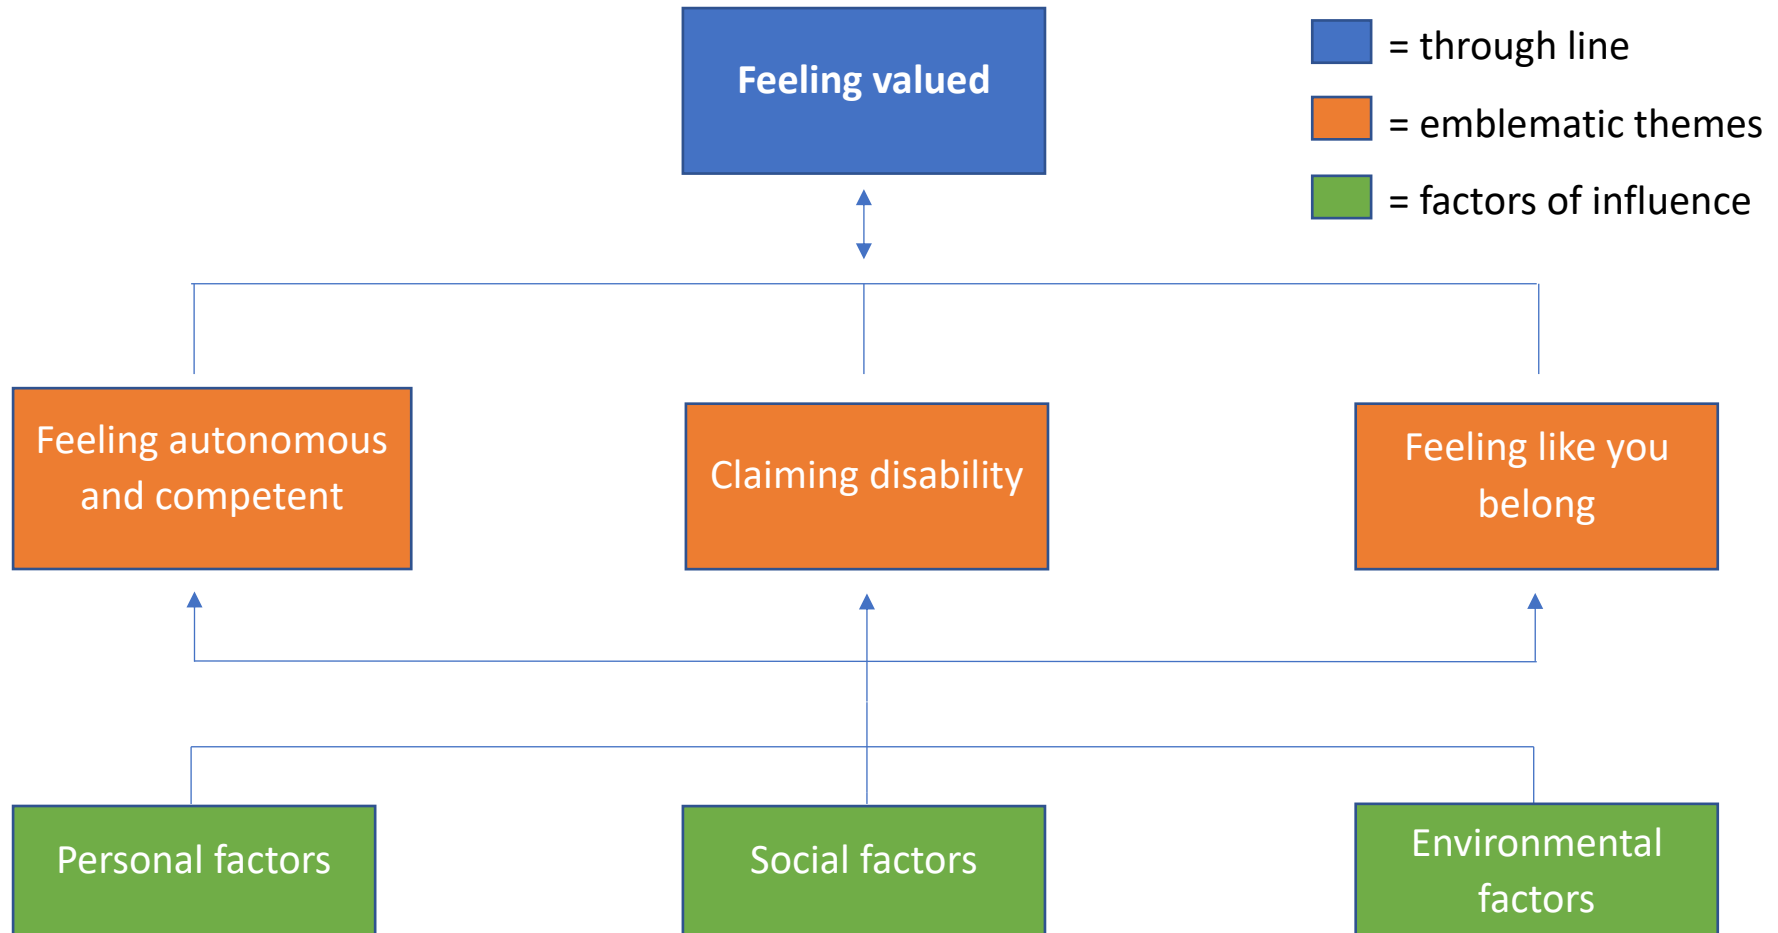 Feeling valued
= through line
= emblematic themes
= factors of influence
Feeling autonomous
and competent
Claiming disability
Feeling like you
belong
Personal factors
Social factors
Environmental
factors